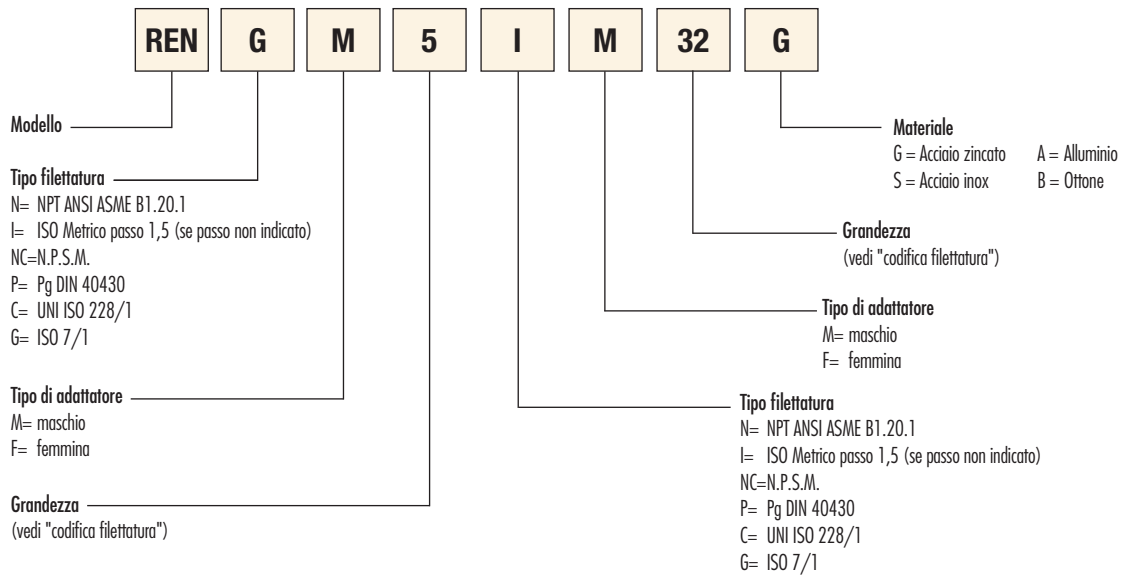 REN G M 5 I M 32 G
Modello
Tipo filettatura
N= NPT ANSI ASME B1.20.1
I= ISO Metrico passo 1,5 (se passo non indicato)
NC=N.P.S.M.
P= Pg DIN 40430
C= UNI ISO 228/1
G= ISO 7/1
Tipo di adattatore
M= maschio
F= femmina
Grandezza
(vedi "codifica filettatura")
Materiale
G = Acciaio zincato A = Alluminio
S = Acciaio inox B = Ottone
Grandezza
(vedi "codifica filettatura")
Tipo di adattatore
M= maschio
F= femmina
Tipo filettatura
N= NPT ANSI ASME B1.20.1
I= ISO Metrico passo 1,5 (se passo non indicato)
NC=N.P.S.M.
P= Pg DIN 40430
C= UNI ISO 228/1
G= ISO 7/1